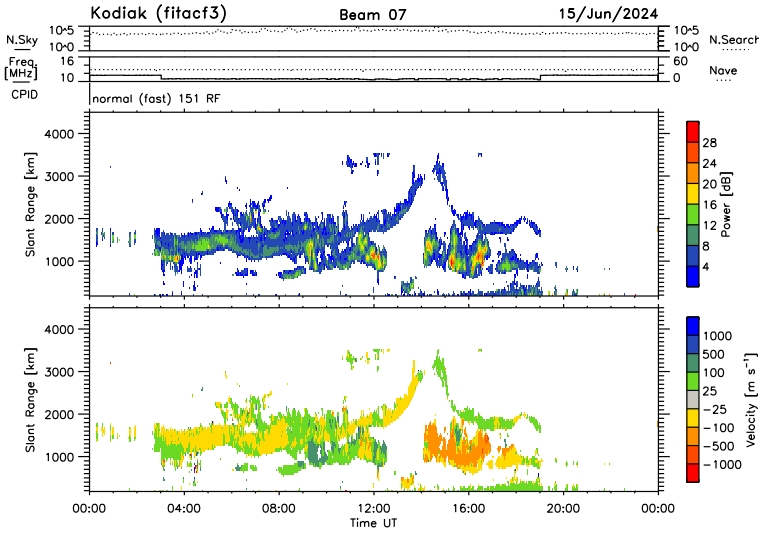 Kodiak (fitacf3) Beam 07 15/Jun/2024
N.Sky 10^5 10^5 N.Search
10^0 10^0
Freq. 16 60 Nave
[MHz] 10 0
CPID normal (fast) 151 RF
Slant Range [km]
4000
3000
2000
1000
28
24
20
16
12
8
4
Power [dB]
Slant Range [km]
4000
3000
2000
1000
1000
500
100
25
−25
−100
−500
−1000
Velocity [m s⁻¹]
00:00 04:00 08:00 12:00 16:00 20:00 00:00
Time UT